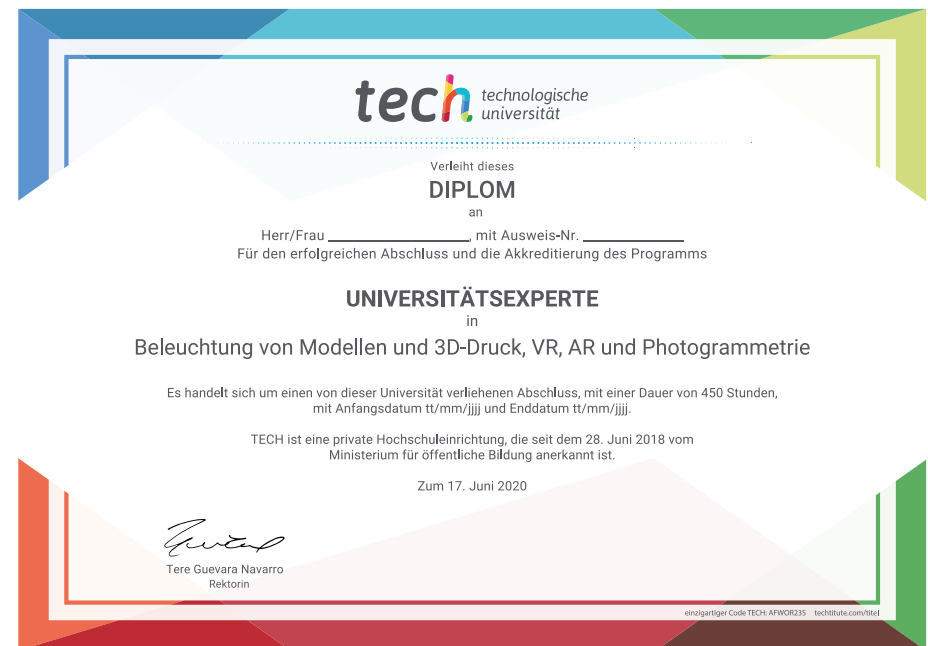 tech technologische
universität
Verleiht dieses
DIPLOM
an
Herr/Frau ____________________, mit Ausweis-Nr. ______________
Für den erfolgreichen Abschluss und die Akkreditierung des Programms
UNIVERSITÄTSEXPERTE
in
Beleuchtung von Modellen und 3D-Druck, VR, AR und Photogrammetrie
Es handelt sich um einen von dieser Universität verliehenen Abschluss, mit einer Dauer von 450 Stunden,
mit Anfangsdatum tt/mm/jjjj und Enddatum tt/mm/jjjj.
TECH ist eine private Hochschuleinrichtung, die seit dem 28. Juni 2018 vom
Ministerium für öffentliche Bildung anerkannt ist.
Zum 17. Juni 2020
Tere Guevara Navarro
Rektorin
einzigartiger Code TECH: AFWOR23S techtitute.com/titel